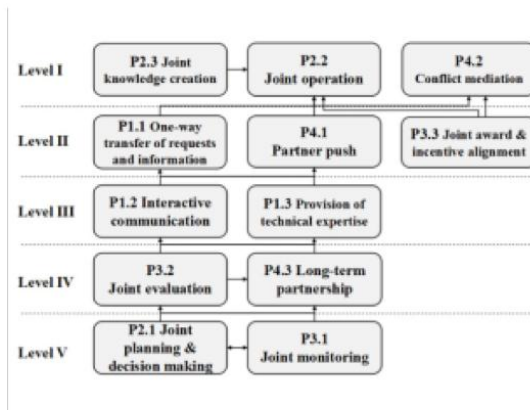 Level I
P2.3 Joint
knowledge creation
P2.2
Joint operation
P4.2
Conflict mediation
Level II
P1.1 One-way
transfer of requests
and information
P4.1
Partner push
P3.3 Joint award &
incentive alignment
Level III
P1.2 Interactive
communication
P1.3 Provision of
technical expertise
Level IV
P3.2
Joint evaluation
P4.3 Long-term
partnership
Level V
P2.1 Joint
planning &
decision making
P3.1
Joint monitoring